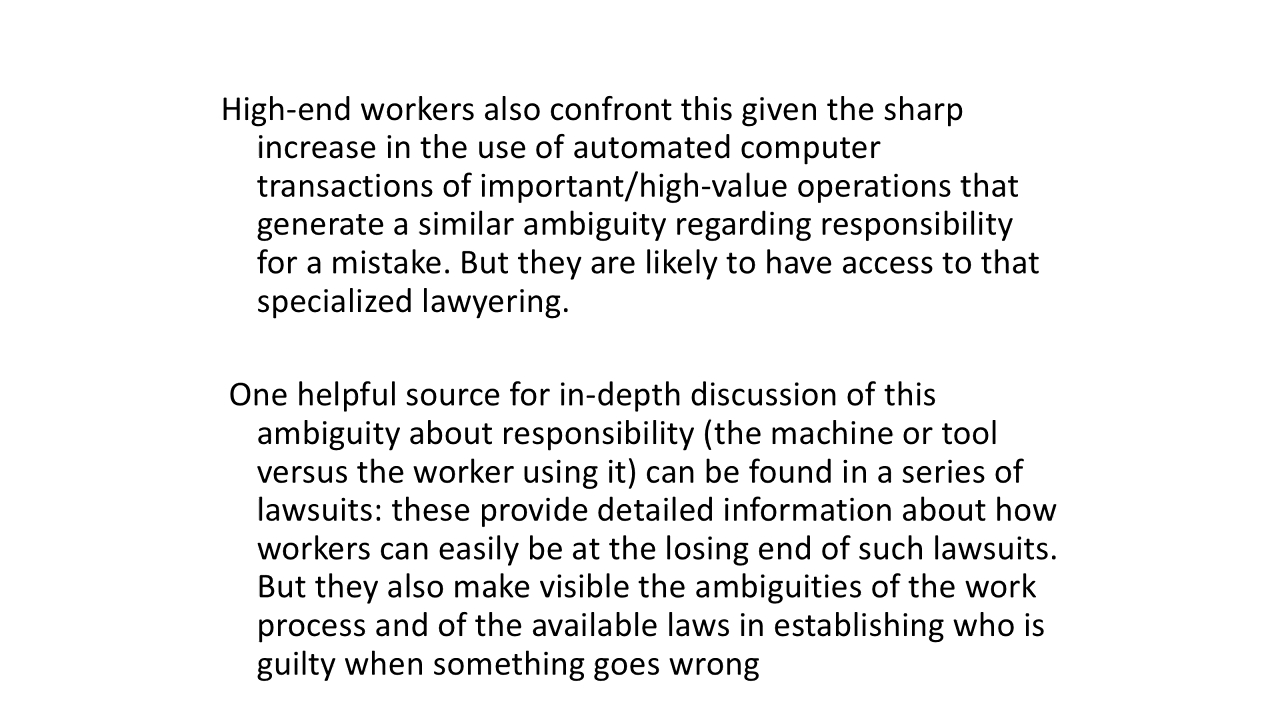 High-end workers also confront this given the sharp
increase in the use of automated computer
transactions of important/high-value operations that
generate a similar ambiguity regarding responsibility
for a mistake. But they are likely to have access to that
specialized lawyering.
One helpful source for in-depth discussion of this
ambiguity about responsibility (the machine or tool
versus the worker using it) can be found in a series of
lawsuits: these provide detailed information about how
workers can easily be at the losing end of such lawsuits.
But they also make visible the ambiguities of the work
process and of the available laws in establishing who is
guilty when something goes wrong